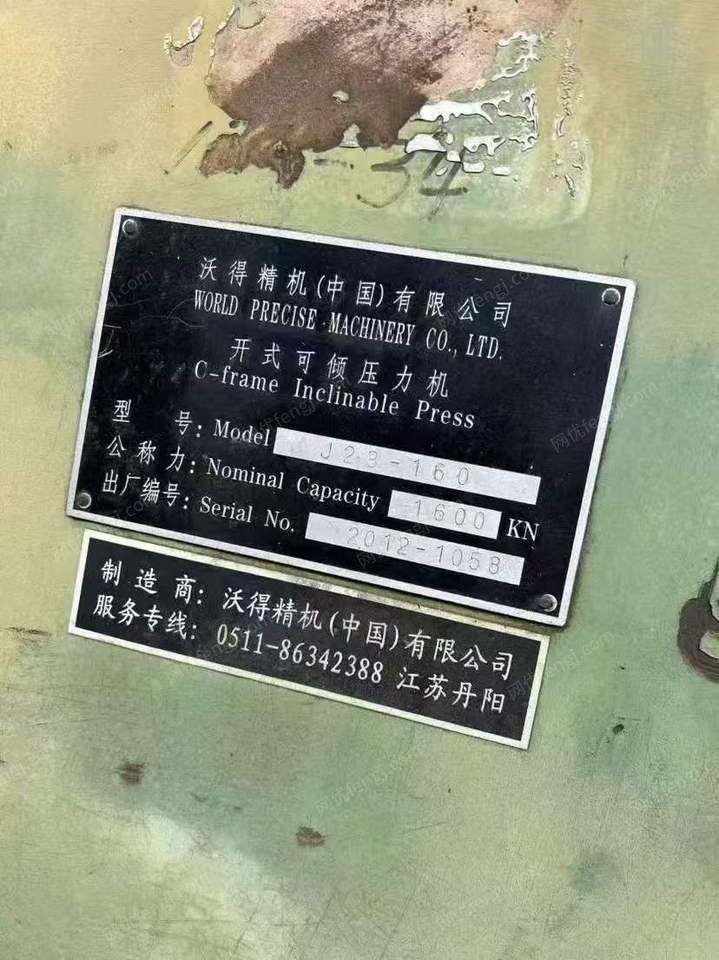 沃得精机(中国)有限公司
WORLD PRECISE MACHINERY CO., LTD.
开式可倾压力机
C-frame Inclinable Press
型 号: Model J23-160
公称力: Nominal Capacity 1600 KN
出厂编号: Serial No. 2012-1058
制造商: 沃得精机(中国)有限公司
服务专线: 0511-86342388 江苏丹阳